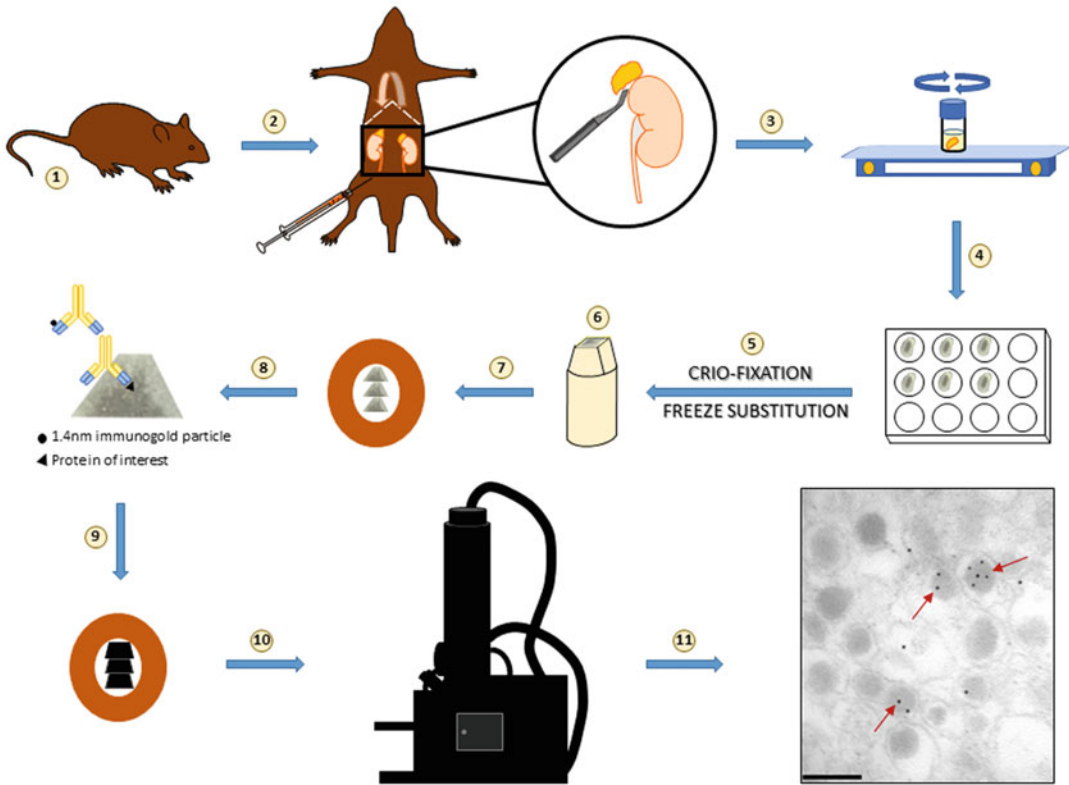 1
2
3
4
5
CRIO-FIXATION
FREEZE SUBSTITUTION
6
7
8
1.4nm immunogold particle
Protein of interest
9
10
11